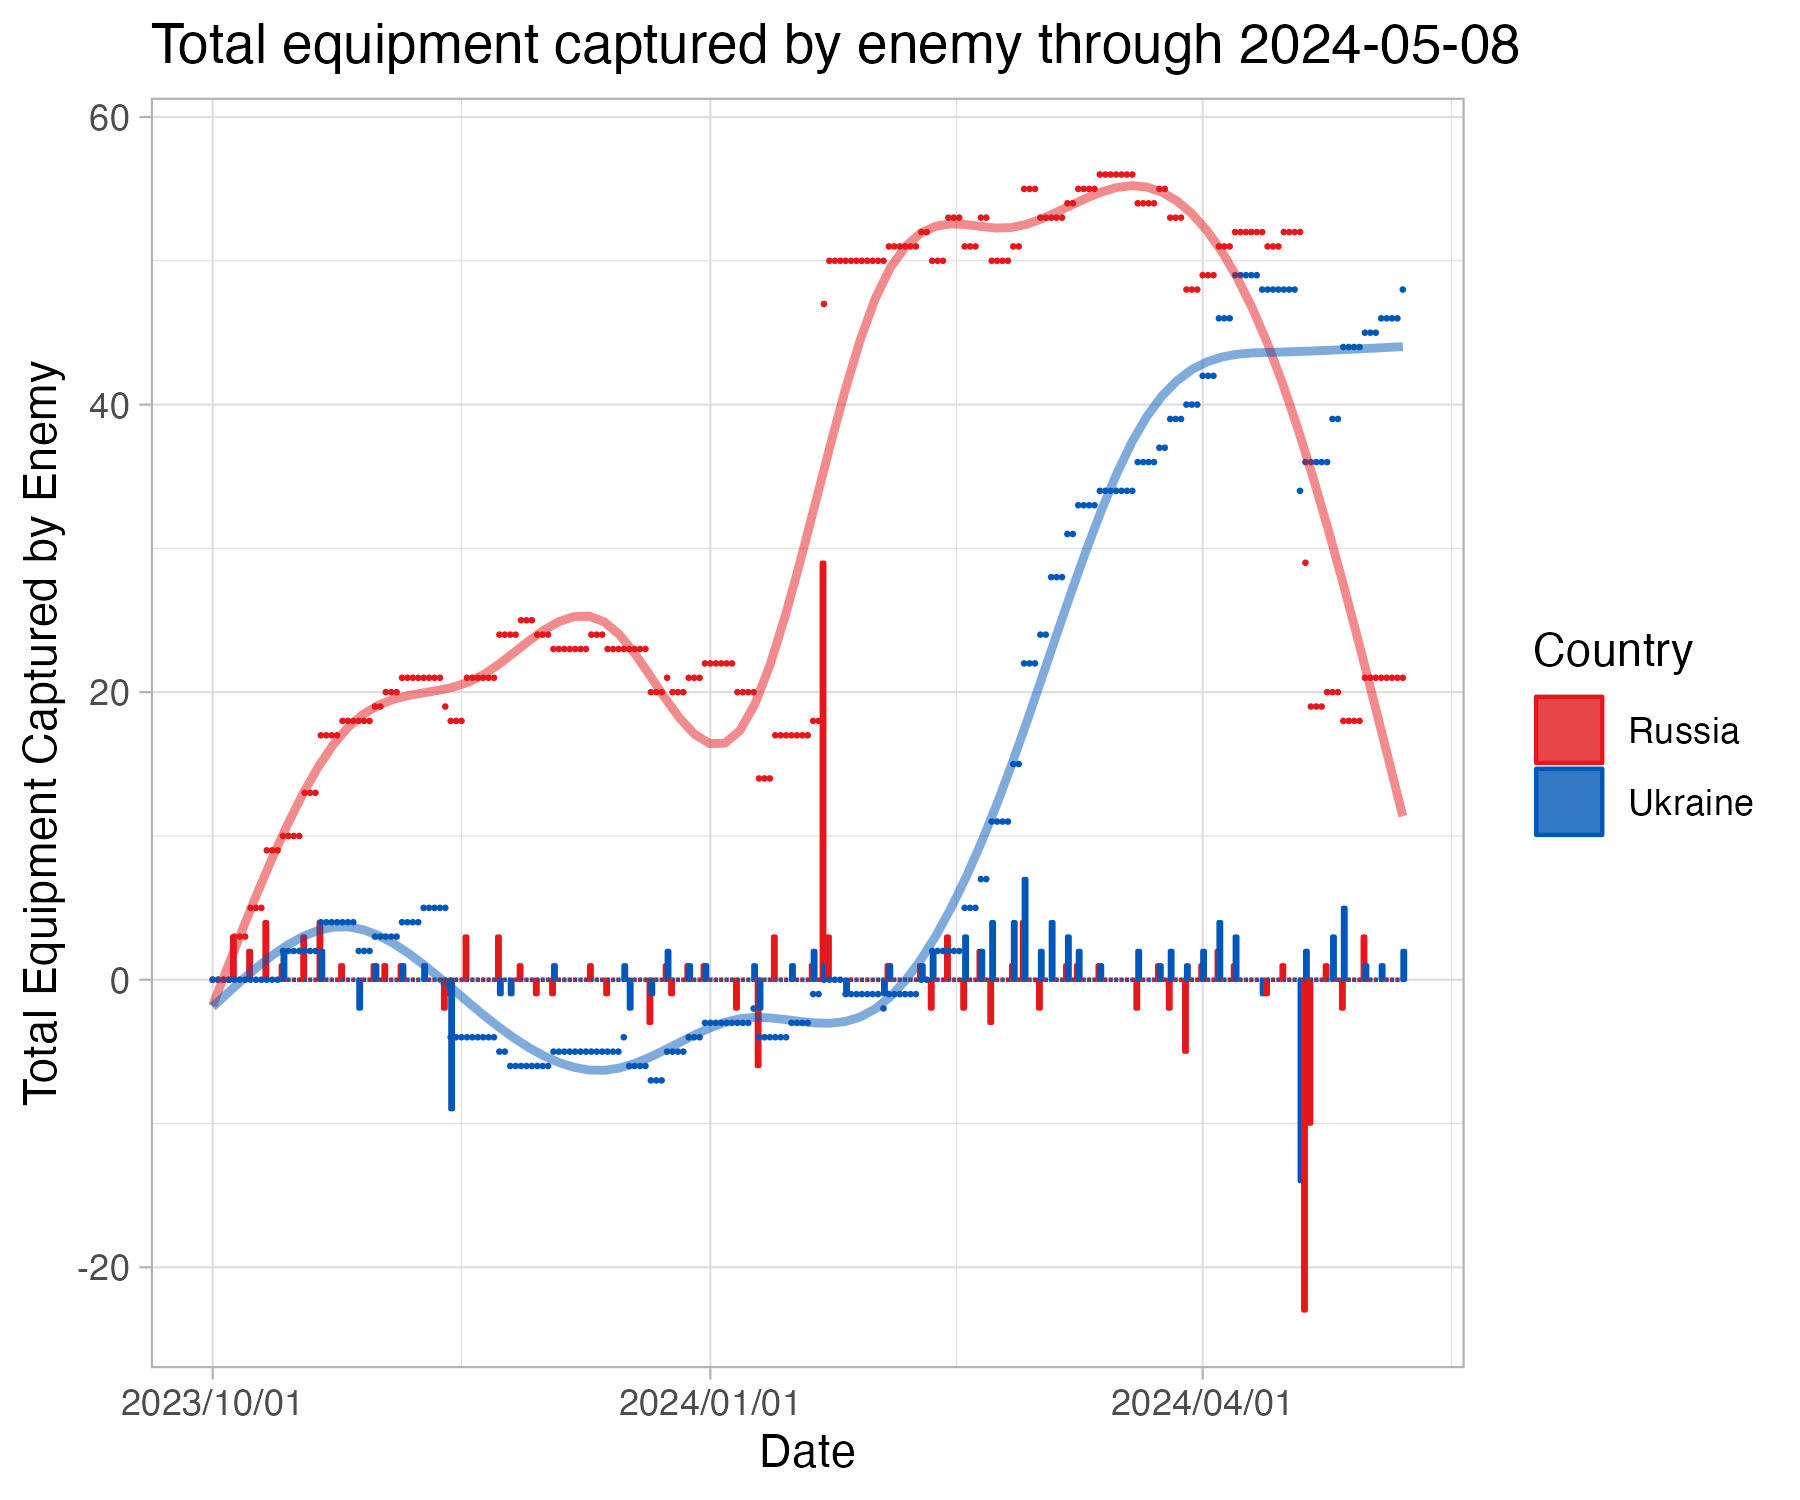 Total equipment captured by enemy through 2024-05-08
Total Equipment Captured by Enemy
60
40
20
0
-20
2023/10/01
2024/01/01
2024/04/01
Date
Country
Russia
Ukraine